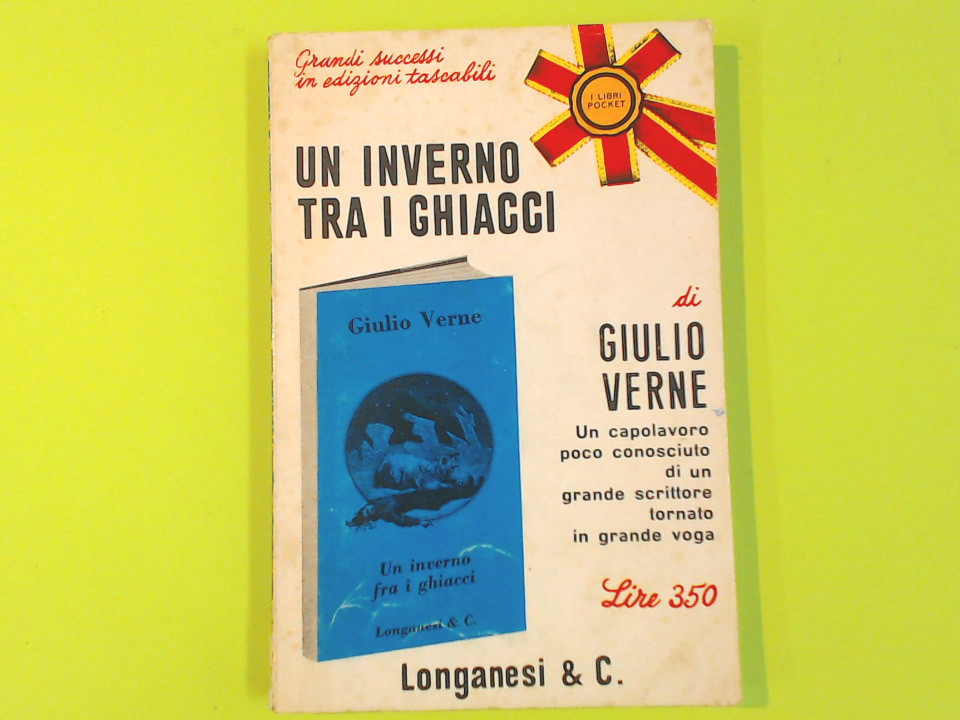 Grandi successi
in edizioni tascabili
I LIBRI
POCKET
UN INVERNO
TRA I GHIACCI
Giulio Verne
Un inverno
fra i ghiacci
Longanesi & C.
di
GIULIO
VERNE
Un capolavoro
poco conosciuto
di un
grande scrittore
tornato
in grande voga
Lire 350
Longanesi & C.